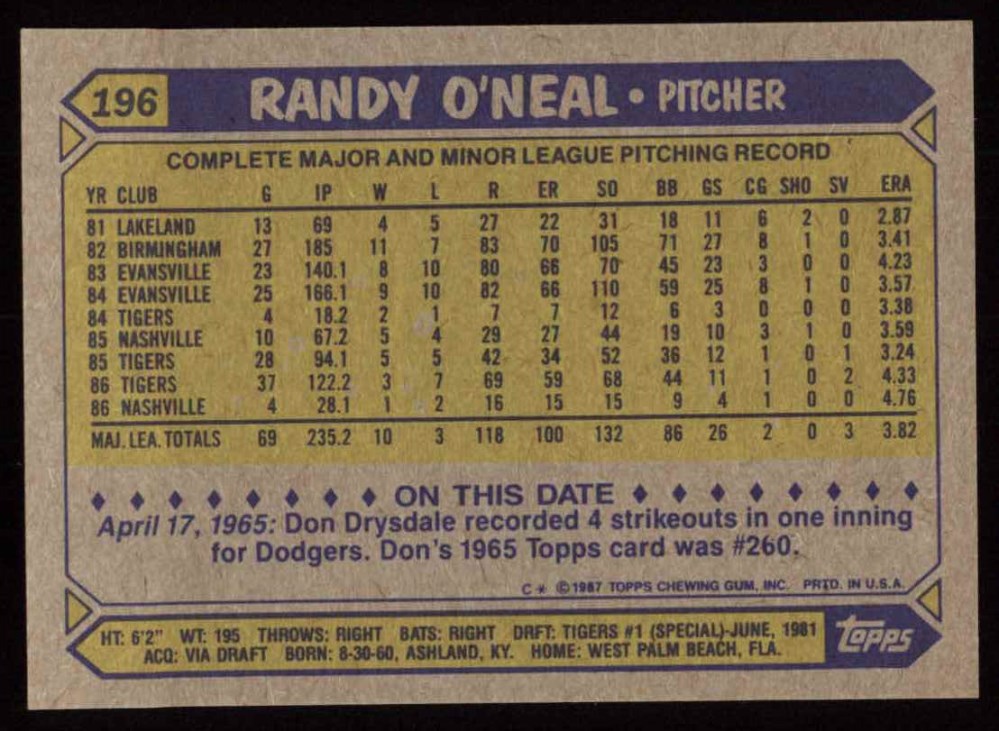 196 RANDY O'NEAL • PITCHER
COMPLETE MAJOR AND MINOR LEAGUE PITCHING RECORD
YR CLUB G IP W L R ER SO BB GS CG SHO SV ERA
81 LAKELAND 13 69 4 5 27 22 31 18 11 6 2 0 2.87
82 BIRMINGHAM 27 185 11 7 83 70 105 71 27 8 1 0 3.41
83 EVANSVILLE 23 140.1 8 10 80 66 70 45 23 3 0 0 4.23
84 EVANSVILLE 25 166.1 9 10 82 66 110 59 25 8 1 0 3.57
84 TIGERS 4 18.2 2 1 7 7 12 6 3 0 0 0 3.38
85 NASHVILLE 10 67.2 5 4 29 27 44 19 10 3 1 0 3.59
85 TIGERS 28 94.1 5 5 42 34 52 36 12 1 0 1 3.24
86 TIGERS 37 122.2 3 7 69 59 68 44 11 1 0 2 4.33
86 NASHVILLE 4 28.1 1 2 16 15 15 9 4 1 0 0 4.76
MAJ. LEA. TOTALS 69 235.2 10 3 118 100 132 86 26 2 0 3 3.82
♦ ♦ ♦ ♦ ♦ ♦ ♦ ♦ ON THIS DATE ♦ ♦ ♦ ♦ ♦ ♦ ♦ ♦
April 17, 1965: Don Drysdale recorded 4 strikeouts in one inning
for Dodgers. Don's 1965 Topps card was #260.
C * ©1987 TOPPS CHEWING GUM, INC. PRTD. IN U.S.A.
HT: 6'2" WT: 195 THROWS: RIGHT BATS: RIGHT DRFT: TIGERS #1 (SPECIAL)-JUNE, 1981
ACQ: VIA DRAFT BORN: 8-30-60, ASHLAND, KY. HOME: WEST PALM BEACH, FLA.
topps